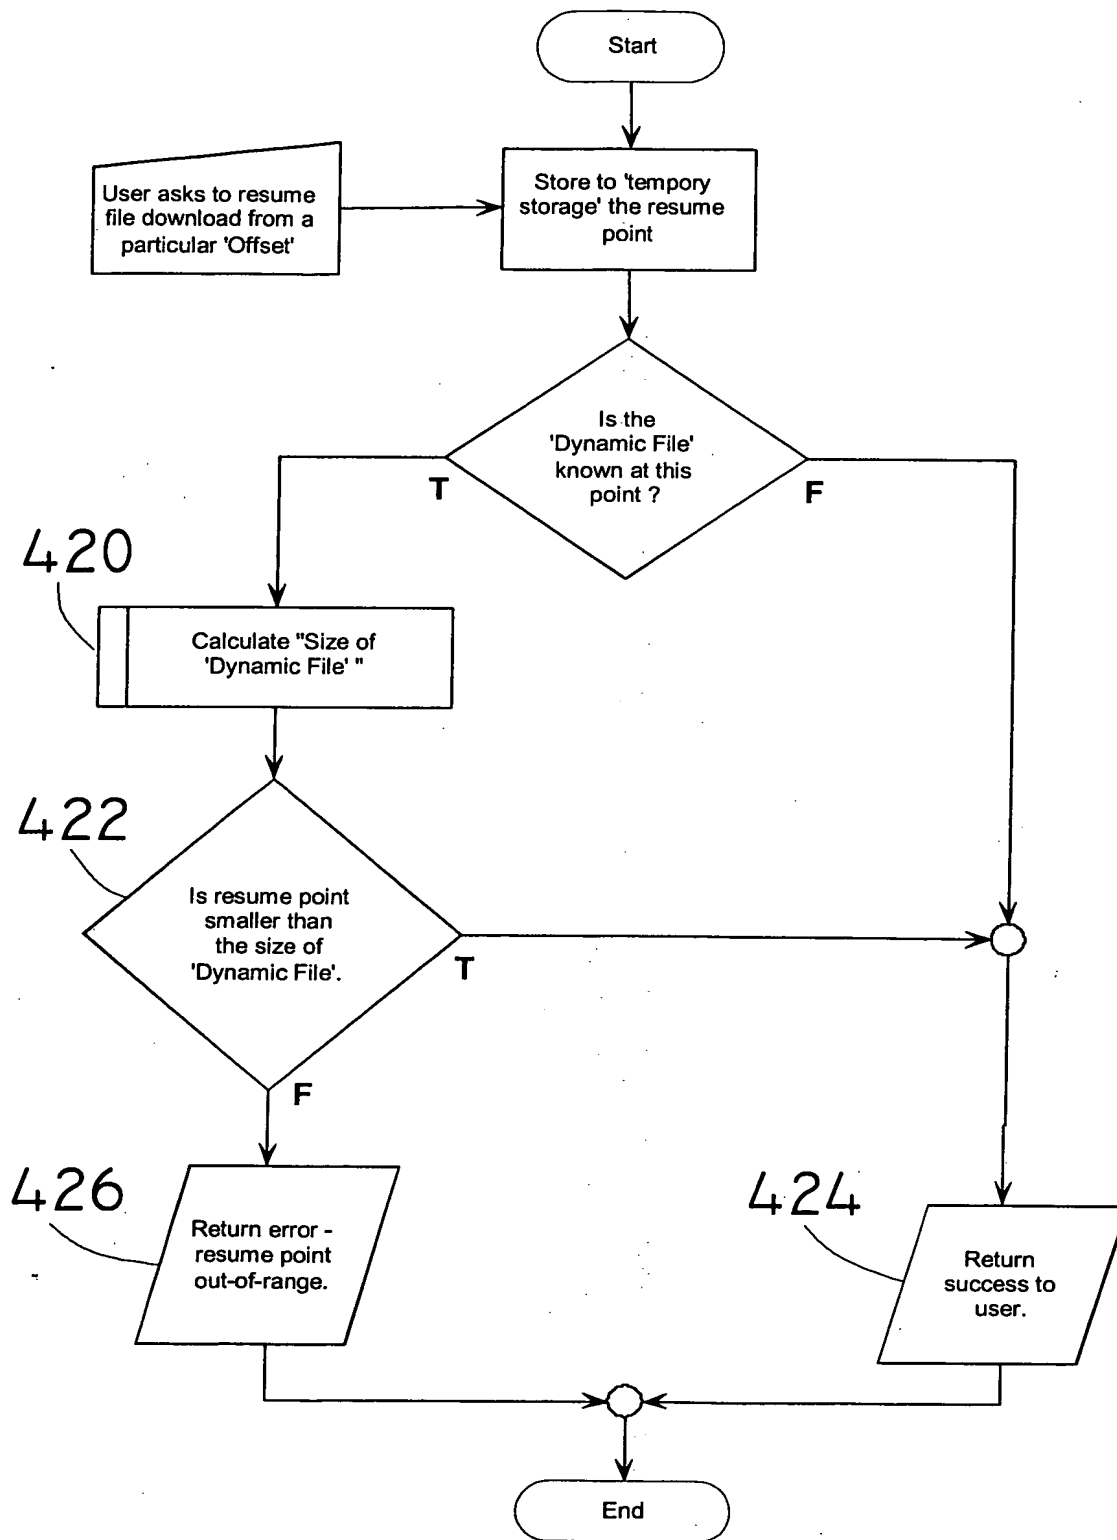 Start
User asks to resume
file download from a
particular 'Offset'
Store to 'tempory
storage' the resume
point
Is the
'Dynamic File'
known at this
point ?
T
F
420
Calculate "Size of
'Dynamic File' "
422
Is resume point
smaller than
the size of
'Dynamic File'.
T
F
426
Return error -
resume point
out-of-range.
424
Return
success to
user.
End